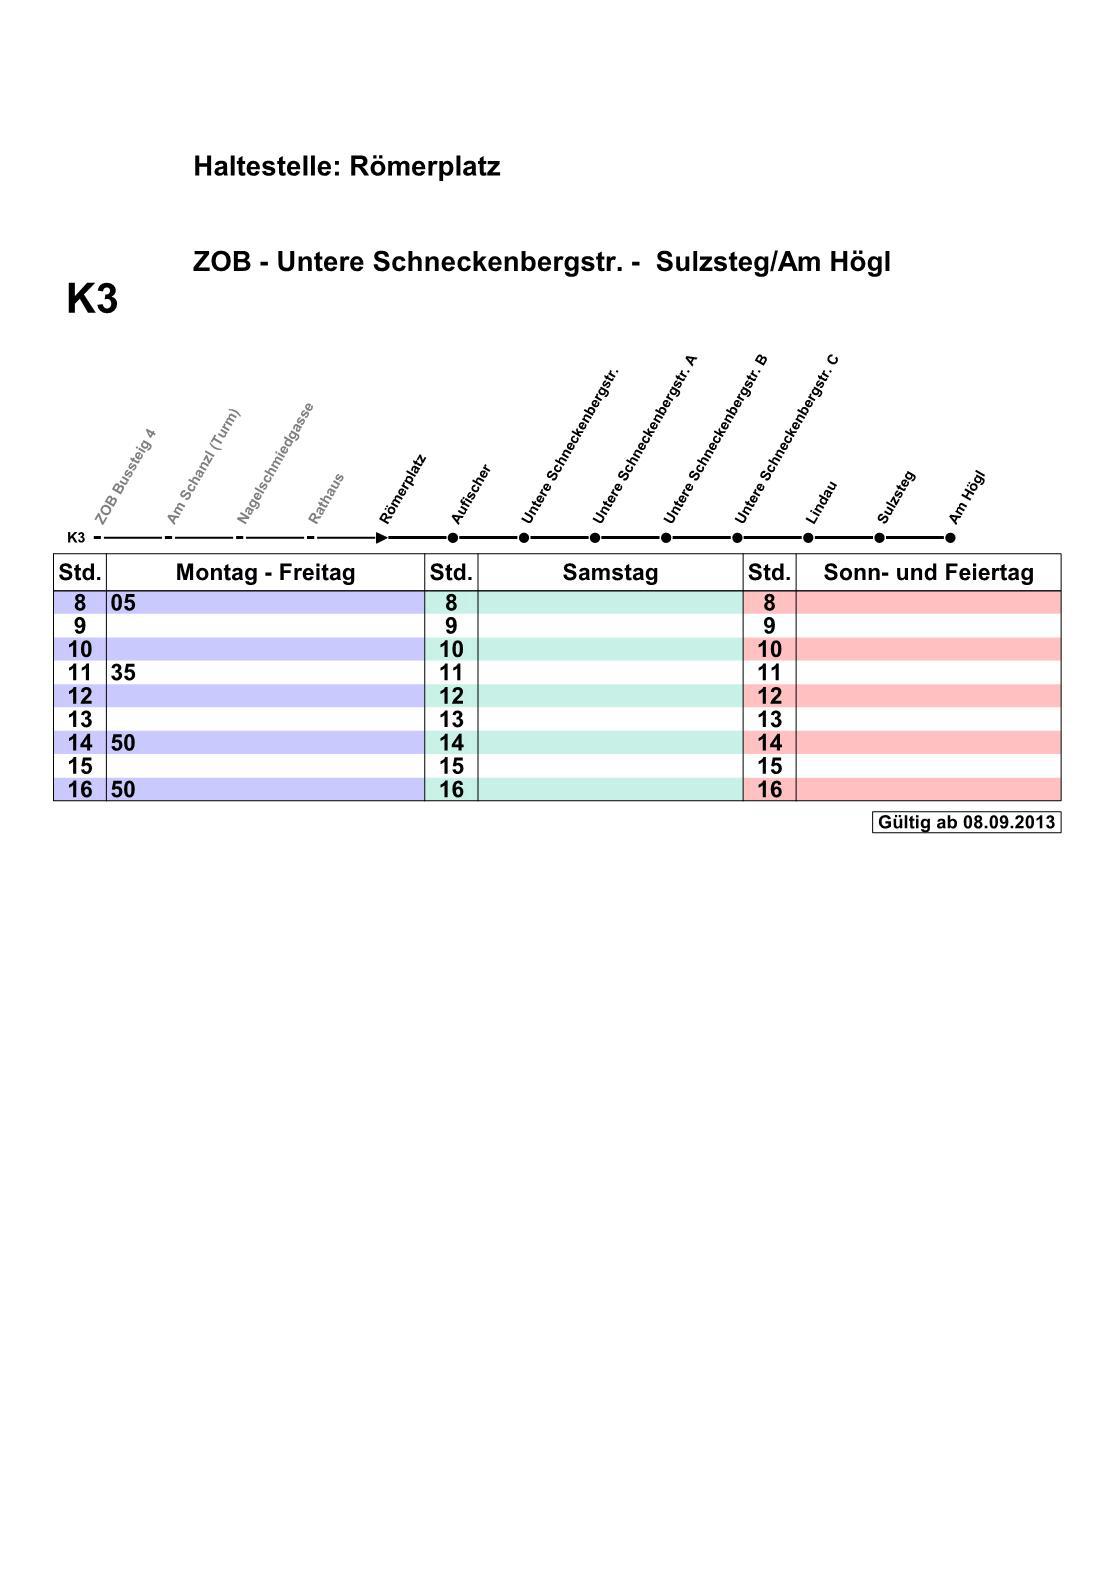 Haltestelle: Römerplatz
ZOB - Untere Schneckenbergstr. -  Sulzsteg/Am Högl
K3
ZOB Bussteig 4
Am Schanzl (Turm)
Nagelschmiedgasse
Rathaus
Römerplatz
Aufischer
Untere Schneckenbergstr.
Untere Schneckenbergstr. A
Untere Schneckenbergstr. B
Untere Schneckenbergstr. C
Lindau
Sulzsteg
Am Högl
K3
Std. Montag - Freitag Std. Samstag Std. Sonn- und Feiertag
8 05 8 8
9 9 9
10 10 10
11 35 11 11
12 12 12
13 13 13
14 50 14 14
15 15 15
16 50 16 16
Gültig ab 08.09.2013